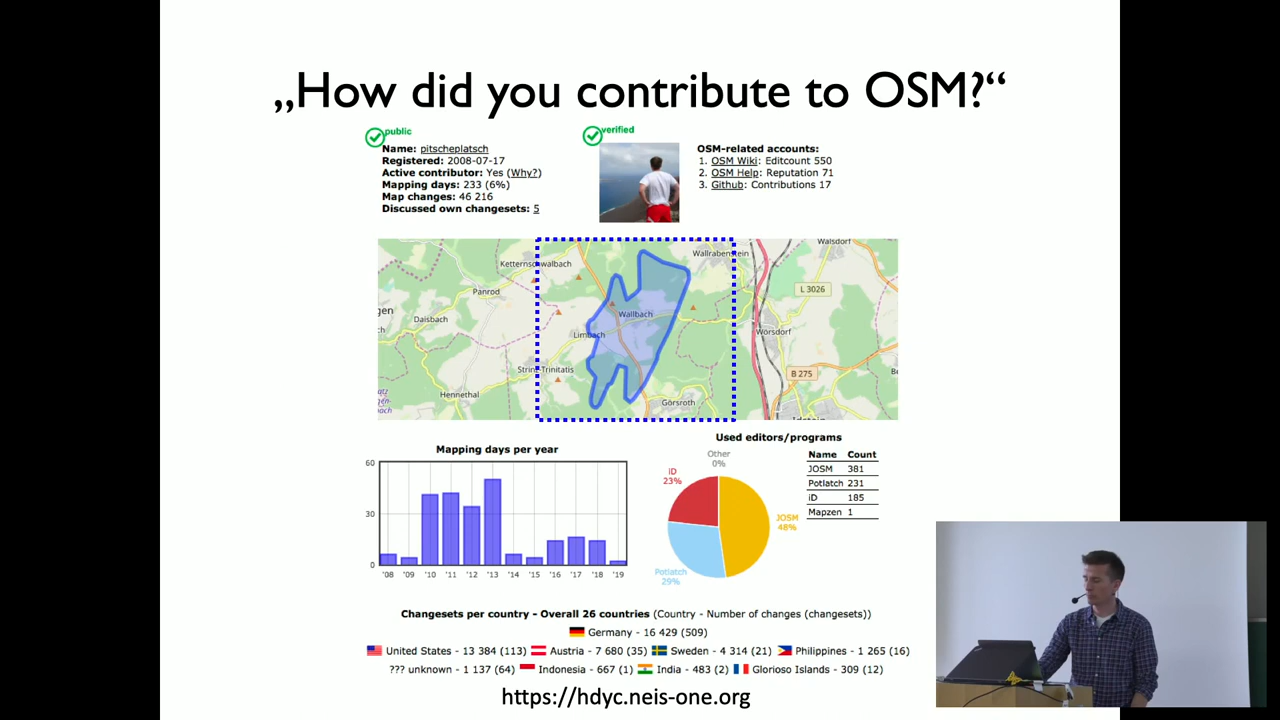 „How did you contribute to OSM?“
public
verified
Name: pitscheplatsch
Registered: 2008-07-17
Active contributor: Yes (Why?)
Mapping days: 233 (6%)
Map changes: 46 216
Discussed own changesets: 5
OSM-related accounts:
1. OSM Wiki: Editcount 550
2. OSM Help: Reputation 71
3. Github: Contributions 17
Walsdorf
Wallrabenstein
Ketternschwalbach
Panrod
L 3026
Daisbach
Wallbach
Limbach
Wörsdorf
Strinz-Trinitatis
B 275
Hennethal
Görsroth
Mapping days per year
60
30
0
'08 '09 '10 '11 '12 '13 '14 '15 '16 '17 '18 '19
Used editors/programs
Other
0%
iD
23%
JOSM
48%
Potlatch
29%
Name Count
JOSM 381
Potlatch 231
iD 185
Mapzen 1
Changesets per country - Overall 26 countries (Country - Number of changes (changesets))
Germany - 16 429 (509)
United States - 13 384 (113) Austria - 7 680 (35) Sweden - 4 314 (21) Philippines - 1 265 (16)
??? unknown - 1 137 (64) Indonesia - 667 (1) India - 483 (2) Glorioso Islands - 309 (12)
https://hdyc.neis-one.org